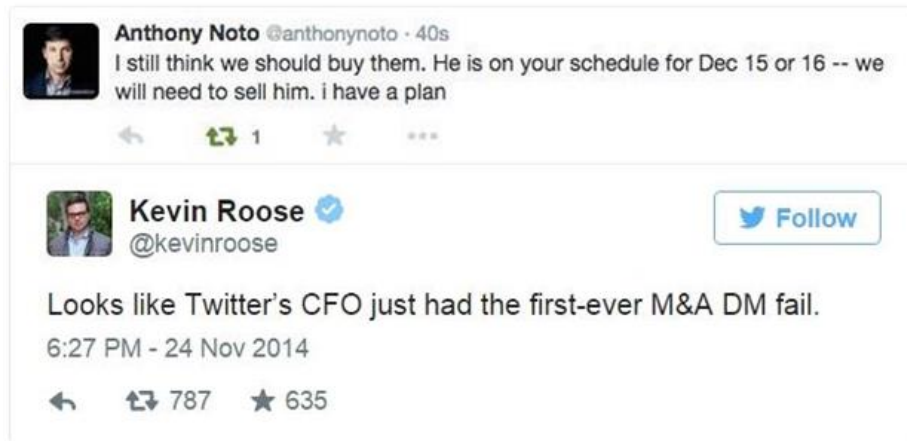 Anthony Noto @anthonynoto · 40s
I still think we should buy them. He is on your schedule for Dec 15 or 16 -- we
will need to sell him. i have a plan
1
Kevin Roose
@kevinroose
Follow
Looks like Twitter's CFO just had the first-ever M&A DM fail.
6:27 PM - 24 Nov 2014
787 635